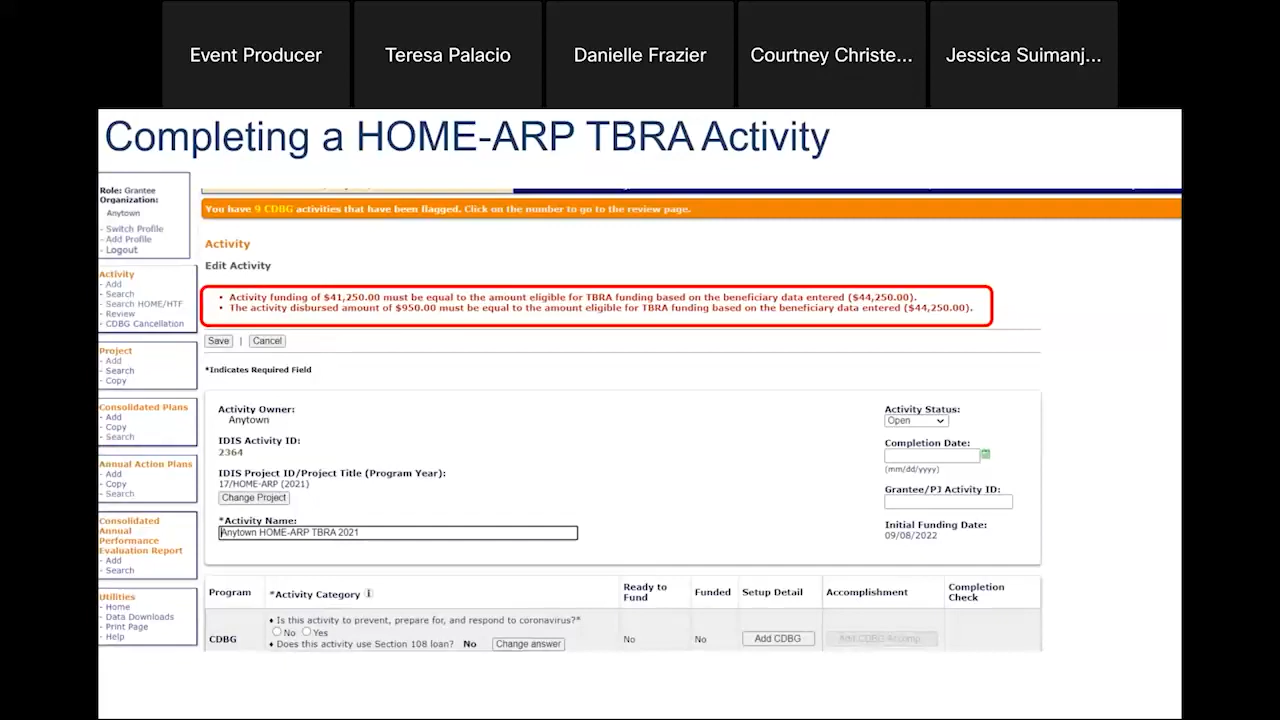 Event Producer
Teresa Palacio
Danielle Frazier
Courtney Christe...
Jessica Suimanj...
Completing a HOME-ARP TBRA Activity
Role: Grantee
Organization:
Anytown
- Switch Profile
- Add Profile
- Logout
Activity
- Add
- Search
- Search HOME/HTF
- Review
- CDBG Cancellation
Project
- Add
- Search
- Copy
Consolidated Plans
- Add
- Copy
- Search
Annual Action Plans
- Add
- Copy
- Search
Consolidated
Annual
Performance
Evaluation Report
- Add
- Search
Utilities
- Home
- Data Downloads
- Print Page
- Help
You have 9 CDBG activities that have been flagged. Click on the number to go to the review page.
Activity
Edit Activity
• Activity funding of $41,250.00 must be equal to the amount eligible for TBRA funding based on the beneficiary data entered ($44,250.00).
• The activity disbursed amount of $950.00 must be equal to the amount eligible for TBRA funding based on the beneficiary data entered ($44,250.00).
Save | Cancel
*Indicates Required Field
Activity Owner:
Anytown
IDIS Activity ID:
2364
IDIS Project ID/Project Title (Program Year):
17/HOME-ARP (2021)
Change Project
*Activity Name:
Anytown HOME-ARP TBRA 2021
Activity Status:
Open
Completion Date:
(mm/dd/yyyy)
Grantee/PJ Activity ID:
Initial Funding Date:
09/08/2022
Program *Activity Category Ready to Fund Funded Setup Detail Accomplishment Completion Check
♦ Is this activity to prevent, prepare for, and respond to coronavirus?*
No Yes
CDBG No No Add CDBG Add CDBG Accomp.
♦ Does this activity use Section 108 loan? No Change answer